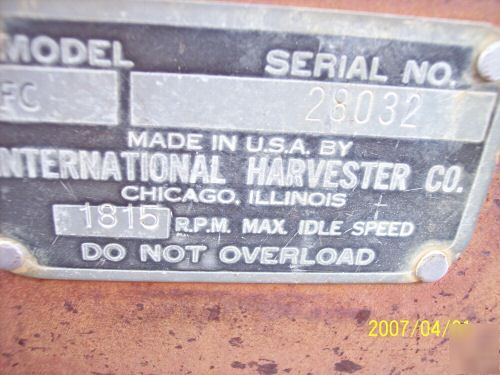 MODEL SERIAL NO.
FC 28032
MADE IN U.S.A. BY
INTERNATIONAL HARVESTER CO.
CHICAGO, ILLINOIS
1815 R.P.M. MAX. IDLE SPEED
DO NOT OVERLOAD